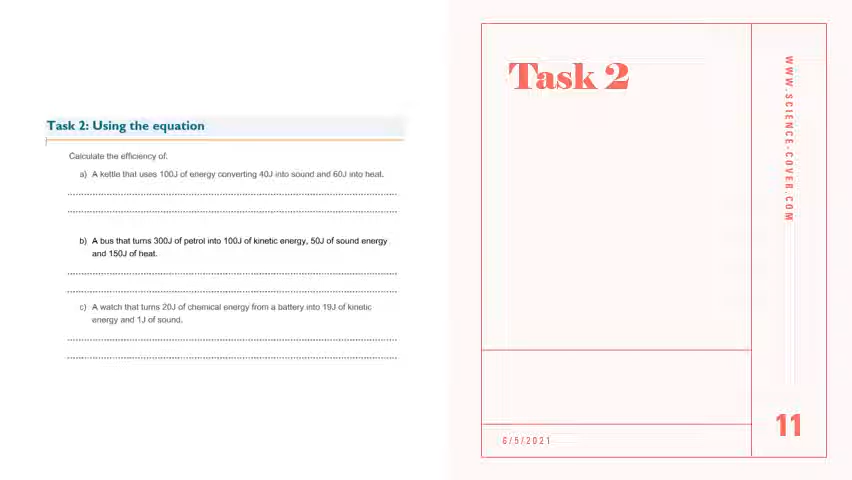 Task 2: Using the equation
Calculate the efficiency of.
a) A kettle that uses 100J of energy converting 40J into sound and 60J into heat.
b) A bus that turns 300J of petrol into 100J of kinetic energy, 50J of sound energy
and 150J of heat.
c) A watch that turns 20J of chemical energy from a battery into 19J of kinetic
energy and 1J of sound.
Task 2
WWW.SCIENCE-COVER.COM
11
6/5/2021